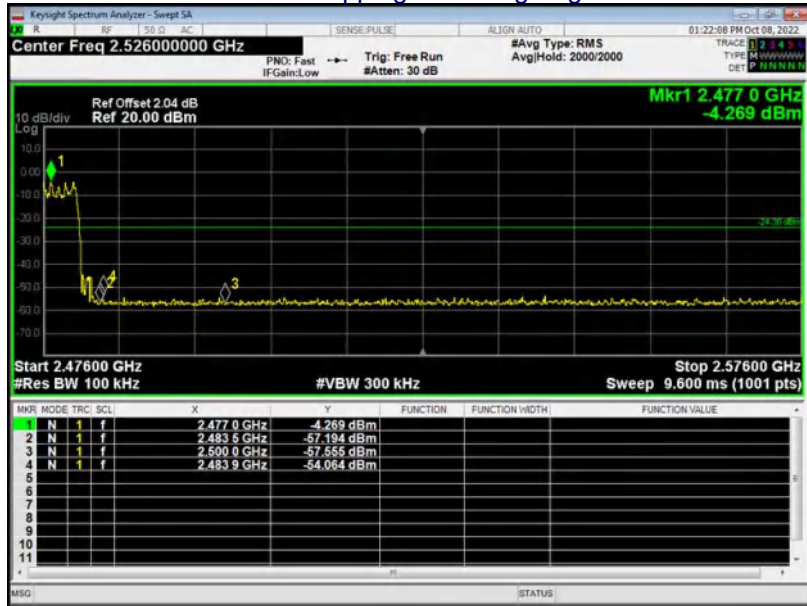 Keysight Spectrum Analyzer - Swept SA
R RF 50 Ω AC SENSE:PULSE ALIGN AUTO 01:22:08 PM Oct 08, 2022
Center Freq 2.526000000 GHz
PNO: Fast
IFGain:Low
Trig: Free Run
#Atten: 30 dB
#Avg Type: RMS
Avg|Hold: 2000/2000
TRACE 1 2 3 4 5 6
TYPE M WWWWW
DET P N N N N N
Ref Offset 2.04 dB
10 dB/div Ref 20.00 dBm
Log
Mkr1 2.477 0 GHz
-4.269 dBm
10.0
0.00
-10.0
-20.0
-30.0
-40.0
-50.0
-60.0
-70.0
1
4
2
3
-24.36 dBm
Start 2.47600 GHz Stop 2.57600 GHz
#Res BW 100 kHz #VBW 300 kHz Sweep 9.600 ms (1001 pts)
MKR MODE TRC SCL X Y FUNCTION FUNCTION WIDTH FUNCTION VALUE
1 N 1 f 2.477 0 GHz -4.269 dBm
2 N 1 f 2.483 5 GHz -57.194 dBm
3 N 1 f 2.500 0 GHz -57.555 dBm
4 N 1 f 2.483 9 GHz -54.064 dBm
5
6
7
8
9
10
11
MSG STATUS